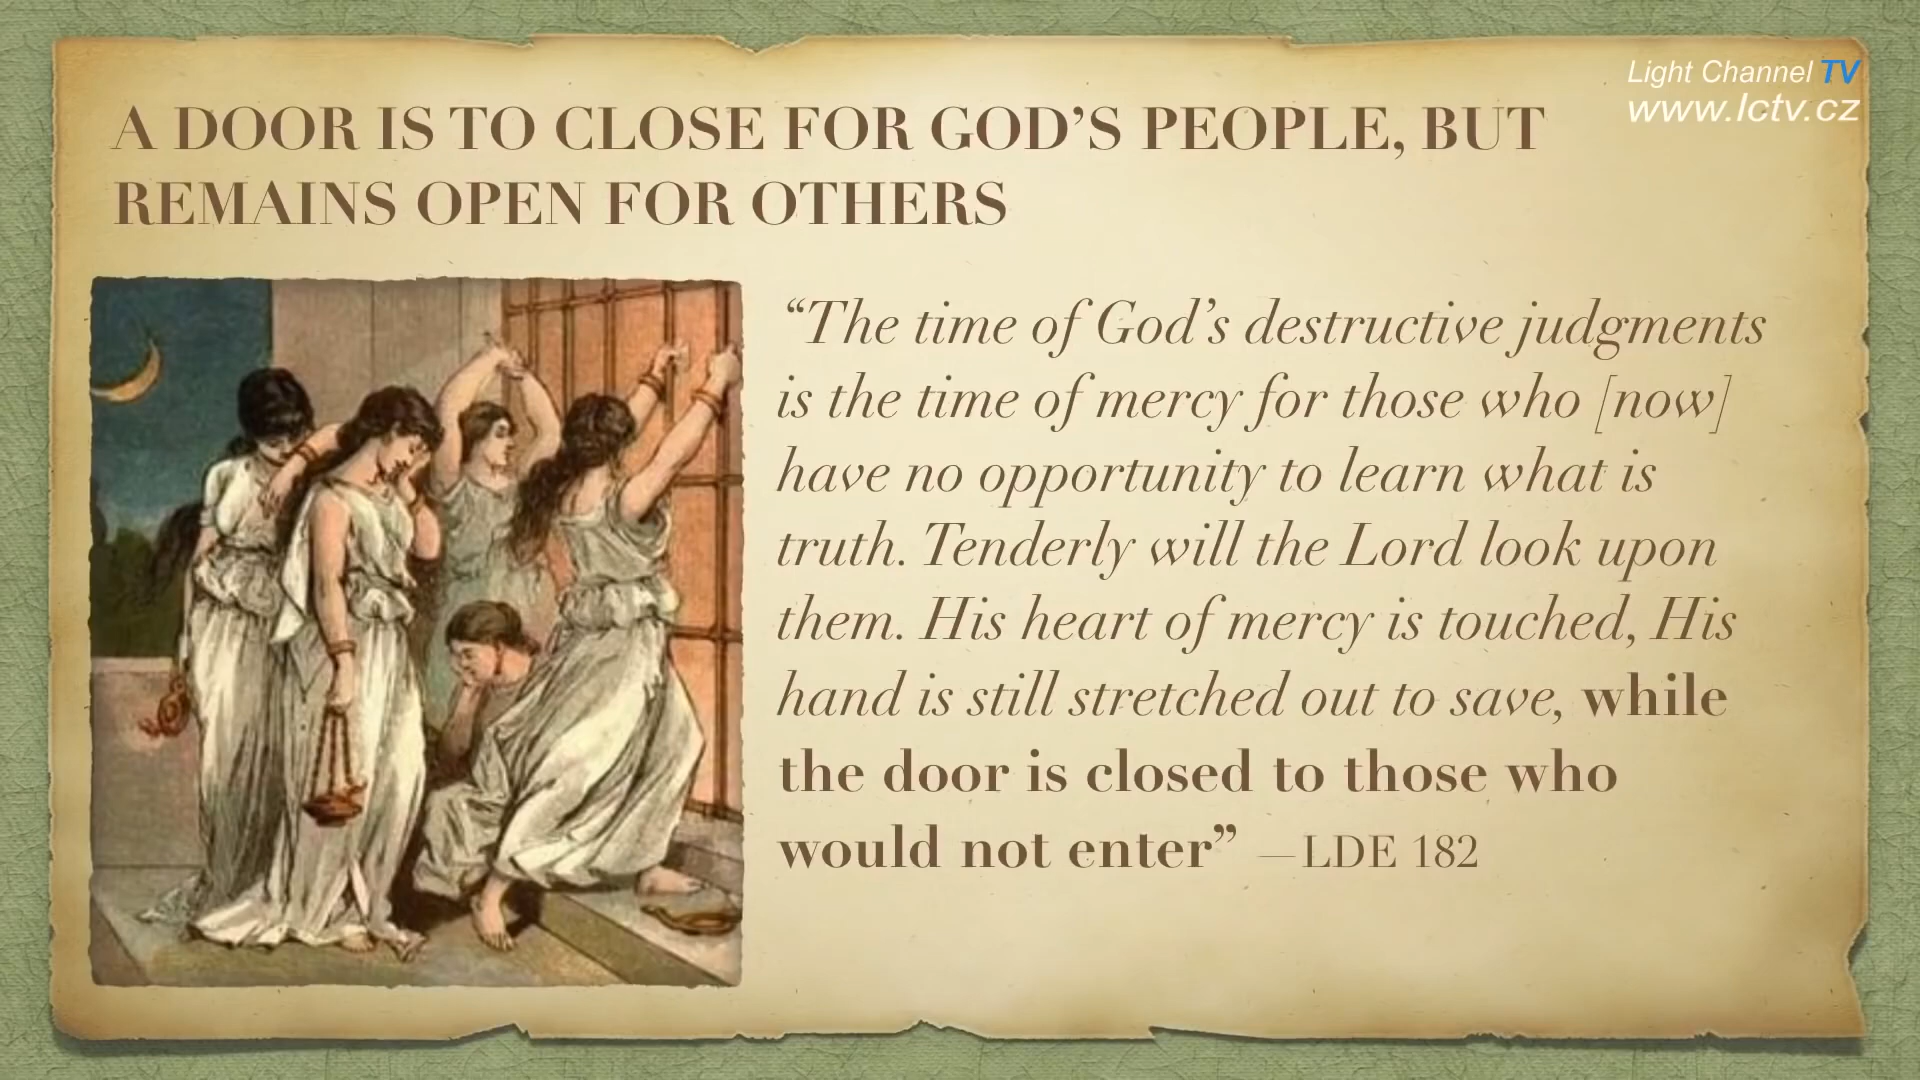 Light Channel TV
www.lctv.cz
A DOOR IS TO CLOSE FOR GOD’S PEOPLE, BUT
REMAINS OPEN FOR OTHERS
“The time of God’s destructive judgments
is the time of mercy for those who [now]
have no opportunity to learn what is
truth. Tenderly will the Lord look upon
them. His heart of mercy is touched, His
hand is still stretched out to save, while
the door is closed to those who
would not enter” —LDE 182